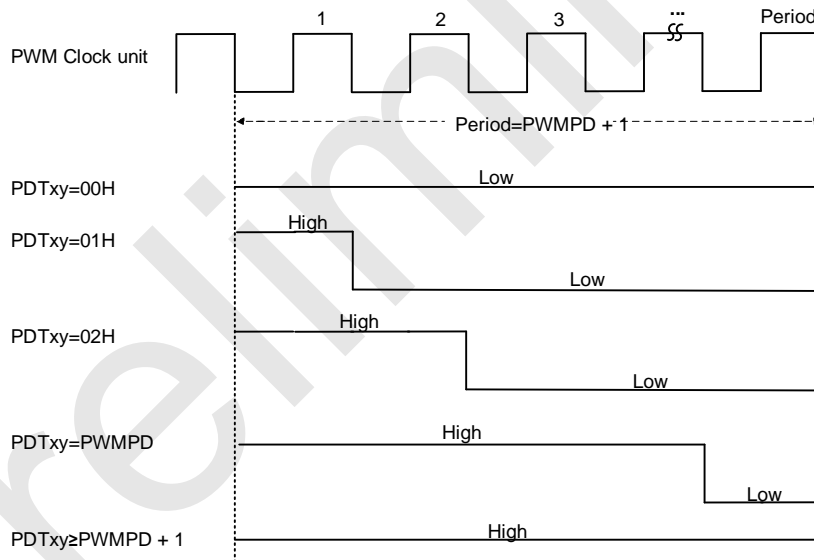 1 2 3 ... Period
PWM Clock unit
Period=PWMPD + 1
PDTxy=00H
Low
High
PDTxy=01H
Low
High
PDTxy=02H
Low
PDTxy=PWMPD
High
Low
PDTxy≥PWMPD + 1
High
relimi